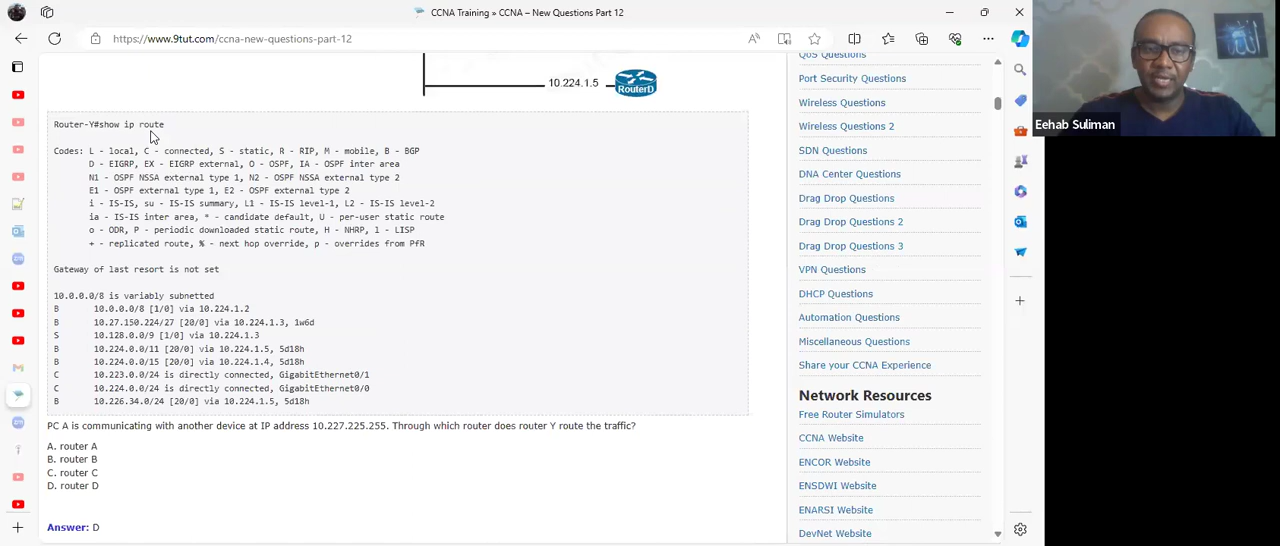 CCNA Training » CCNA – New Questions Part 12
https://www.9tut.com/ccna-new-questions-part-12
10.224.1.5
RouterD
Router-Y#show ip route
Codes: L - local, C - connected, S - static, R - RIP, M - mobile, B - BGP
D - EIGRP, EX - EIGRP external, O - OSPF, IA - OSPF inter area
N1 - OSPF NSSA external type 1, N2 - OSPF NSSA external type 2
E1 - OSPF external type 1, E2 - OSPF external type 2
i - IS-IS, su - IS-IS summary, L1 - IS-IS level-1, L2 - IS-IS level-2
ia - IS-IS inter area, * - candidate default, U - per-user static route
o - ODR, P - periodic downloaded static route, H - NHRP, l - LISP
+ - replicated route, % - next hop override, p - overrides from PfR
Gateway of last resort is not set
10.0.0.0/8 is variably subnetted
B 10.0.0.0/8 [1/0] via 10.224.1.2
B 10.27.150.224/27 [20/0] via 10.224.1.3, 1w6d
S 10.128.0.0/9 [1/0] via 10.224.1.3
B 10.224.0.0/11 [20/0] via 10.224.1.5, 5d18h
B 10.224.0.0/15 [20/0] via 10.224.1.4, 5d18h
C 10.223.0.0/24 is directly connected, GigabitEthernet0/1
C 10.224.0.0/24 is directly connected, GigabitEthernet0/0
B 10.226.34.0/24 [20/0] via 10.224.1.5, 5d18h
PC A is communicating with another device at IP address 10.227.225.255. Through which router does router Y route the traffic?
A. router A
B. router B
C. router C
D. router D
Answer: D
QoS Questions
Port Security Questions
Wireless Questions
Wireless Questions 2
SDN Questions
DNA Center Questions
Drag Drop Questions
Drag Drop Questions 2
Drag Drop Questions 3
VPN Questions
DHCP Questions
Automation Questions
Miscellaneous Questions
Share your CCNA Experience
Network Resources
Free Router Simulators
CCNA Website
ENCOR Website
ENSDWI Website
ENARSI Website
DevNet Website
Eehab Suliman